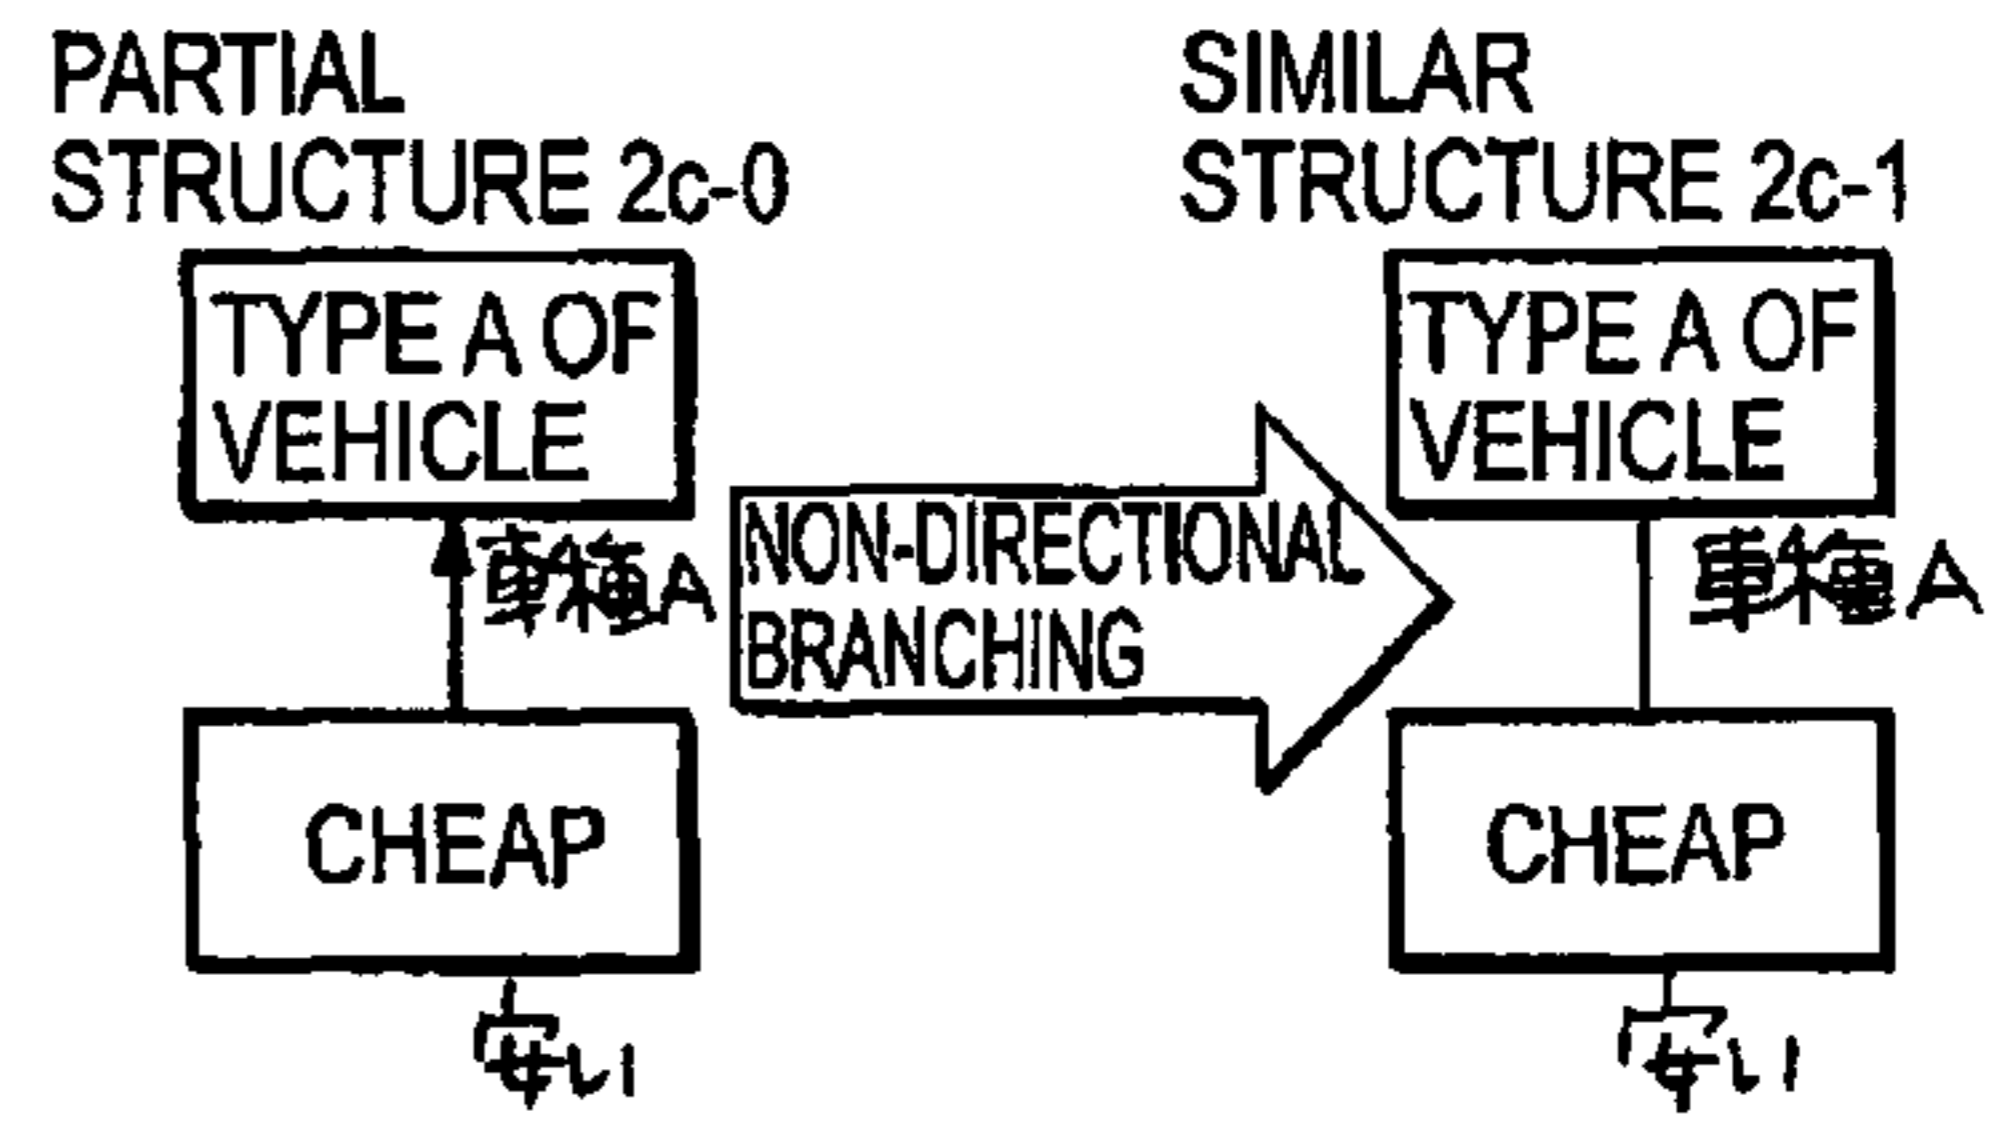 PARTIAL
STRUCTURE 2c-0
TYPE A OF
VEHICLE
車種A
CHEAP
安い
NON-DIRECTIONAL
BRANCHING
SIMILAR
STRUCTURE 2c-1
TYPE A OF
VEHICLE
車種A
CHEAP
安い